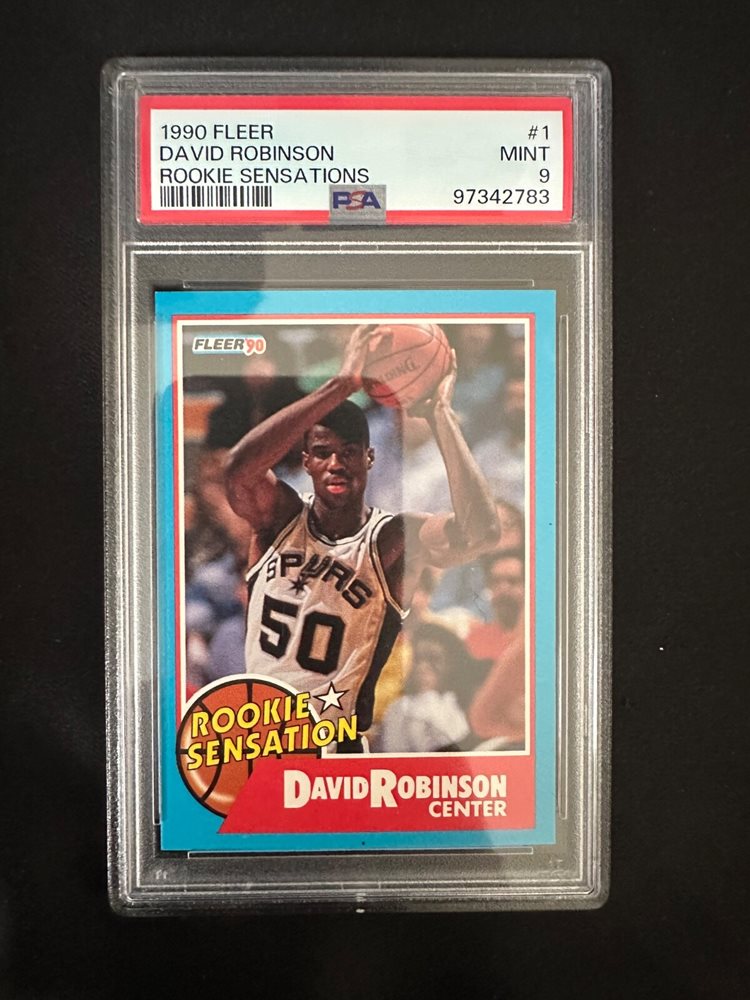 1990 FLEER #1
DAVID ROBINSON MINT
ROOKIE SENSATIONS 9
PSA 97342783
FLEER '90
SPALDING
SPURS
50
ROOKIE
SENSATION
DAVID ROBINSON
CENTER